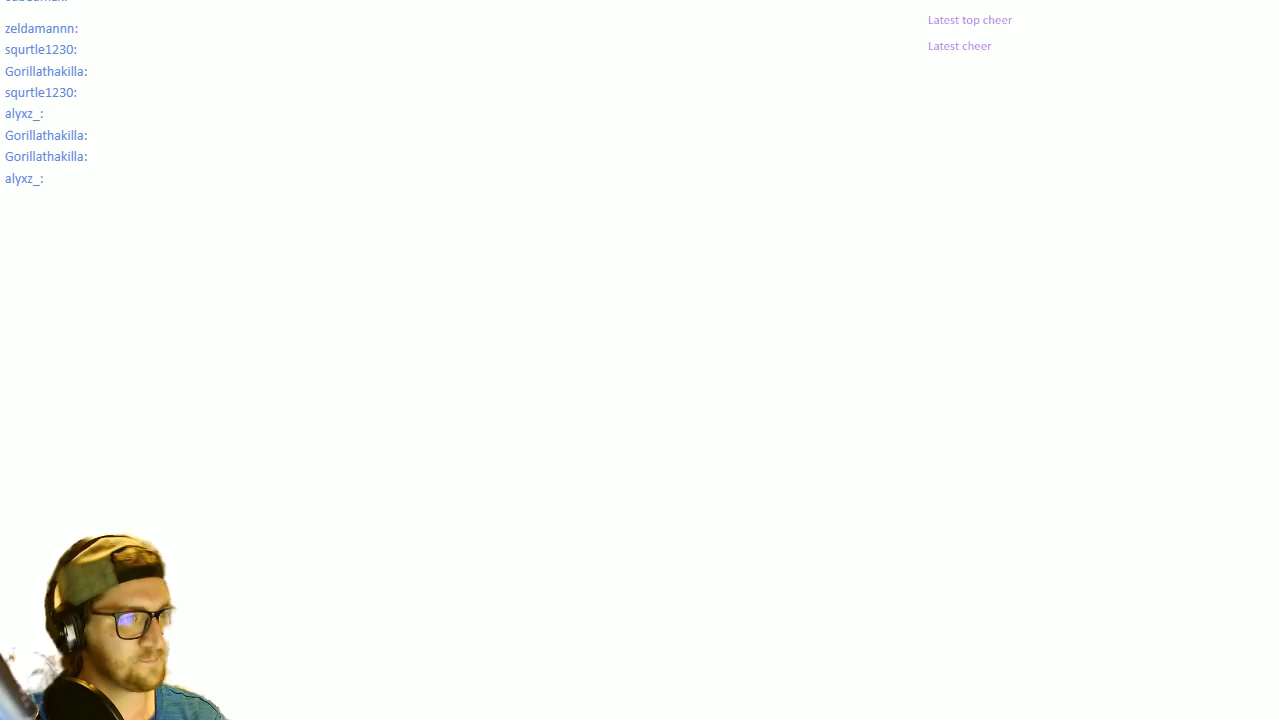 zeldamannn:
squrtle1230:
Gorillathakilla:
squrtle1230:
alyxz_:
Gorillathakilla:
Gorillathakilla:
alyxz_:
Latest top cheer
Latest cheer